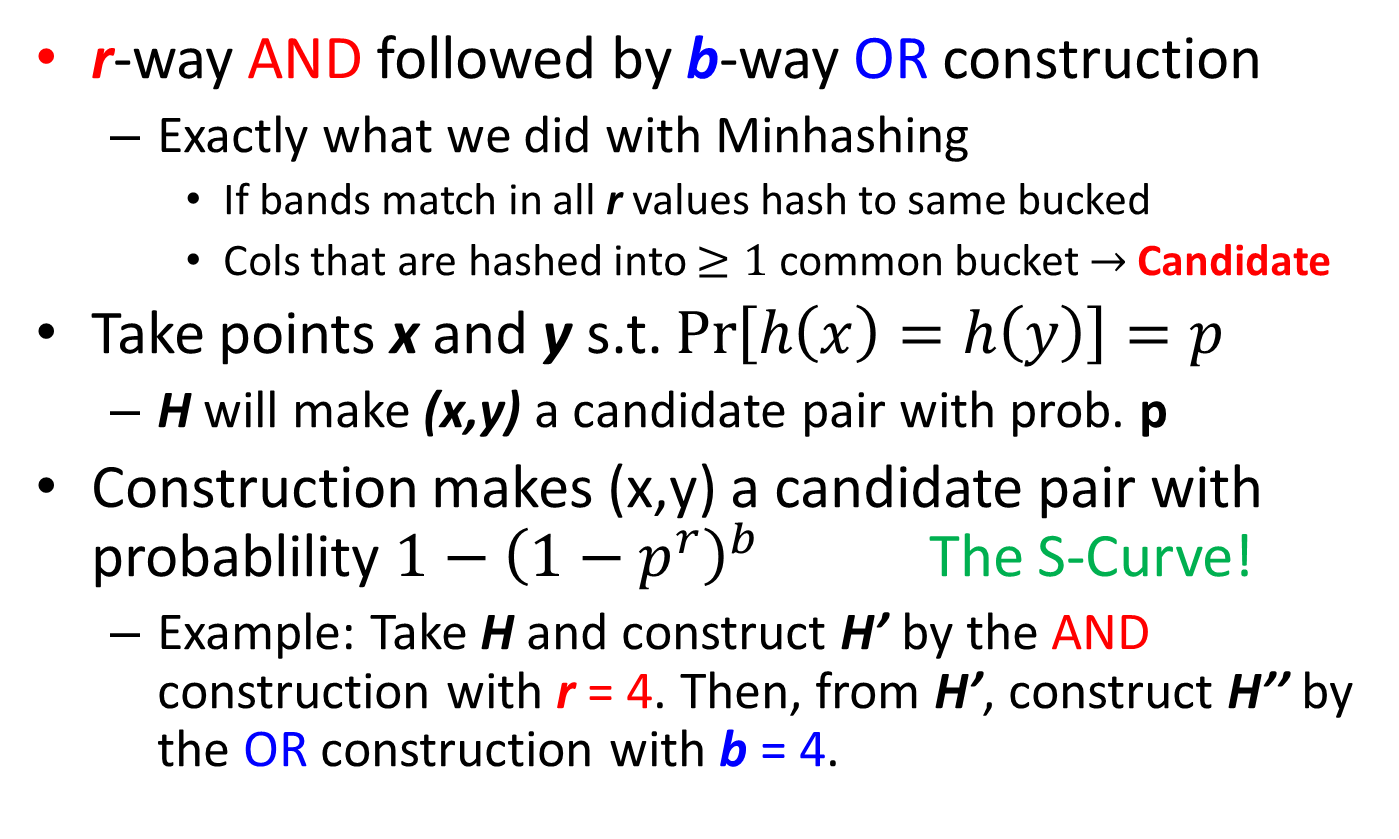 • r-way AND followed by b-way OR construction
– Exactly what we did with Minhashing
• If bands match in all r values hash to same bucked
• Cols that are hashed into ≥ 1 common bucket → Candidate
• Take points x and y s.t. Pr[h(x) = h(y)] = p
– H will make (x,y) a candidate pair with prob. p
• Construction makes (x,y) a candidate pair with
probablility 1 − (1 − p^r)^b The S-Curve!
– Example: Take H and construct H’ by the AND
construction with r = 4. Then, from H’, construct H’’ by
the OR construction with b = 4.